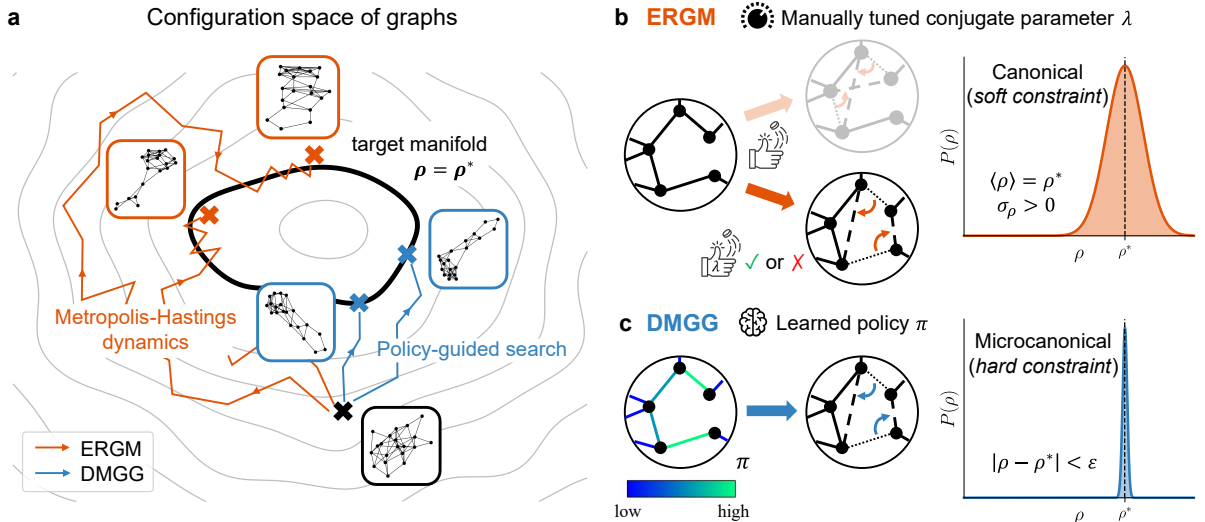 a
Configuration space of graphs
target manifold
ρ = ρ*
Metropolis-Hastings
dynamics
Policy-guided search
ERGM
DMGG
b
ERGM
Manually tuned conjugate parameter λ
λ
✓ or ✗
Canonical
(soft constraint)
P(ρ)
⟨ρ⟩ = ρ*
σρ > 0
ρ
ρ*
c
DMGG
Learned policy π
π
low
high
Microcanonical
(hard constraint)
P(ρ)
|ρ − ρ*| < ε
ρ
ρ*